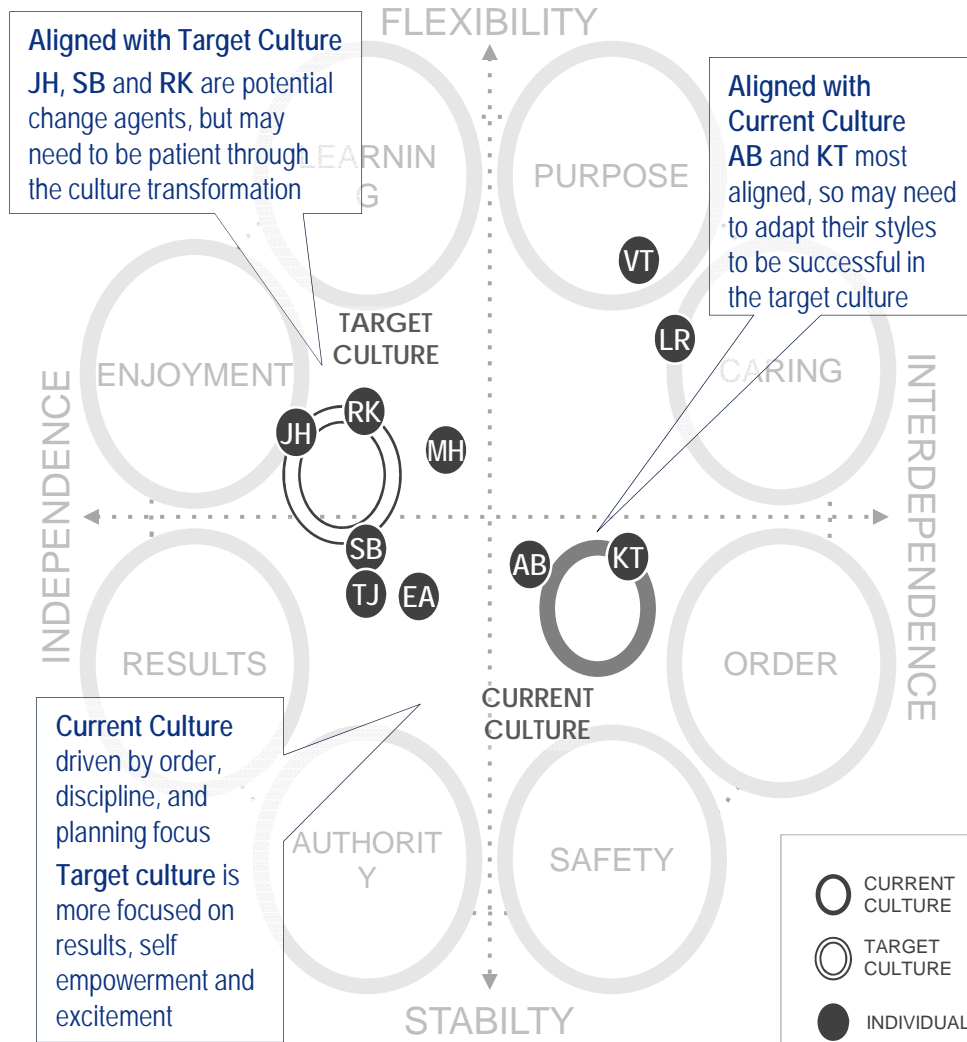 FLEXIBILITY
Aligned with Target Culture
JH, SB and RK are potential
change agents, but may
need to be patient through
the culture transformation
Aligned with
Current Culture
AB and KT most
aligned, so may need
to adapt their styles
to be successful in
the target culture
LEARNIN
G
PURPOSE
VT
LR
TARGET
CULTURE
ENJOYMENT
CARING
RK
JH
MH
INDEPENDENCE
INTERDEPENDENCE
SB
AB
KT
TJ
EA
RESULTS
ORDER
CURRENT
CULTURE
Current Culture
driven by order,
discipline, and
planning focus
Target culture is
more focused on
results, self
empowerment and
excitement
AUTHORIT
Y
SAFETY
STABILTY
CURRENT
CULTURE
TARGET
CULTURE
INDIVIDUAL